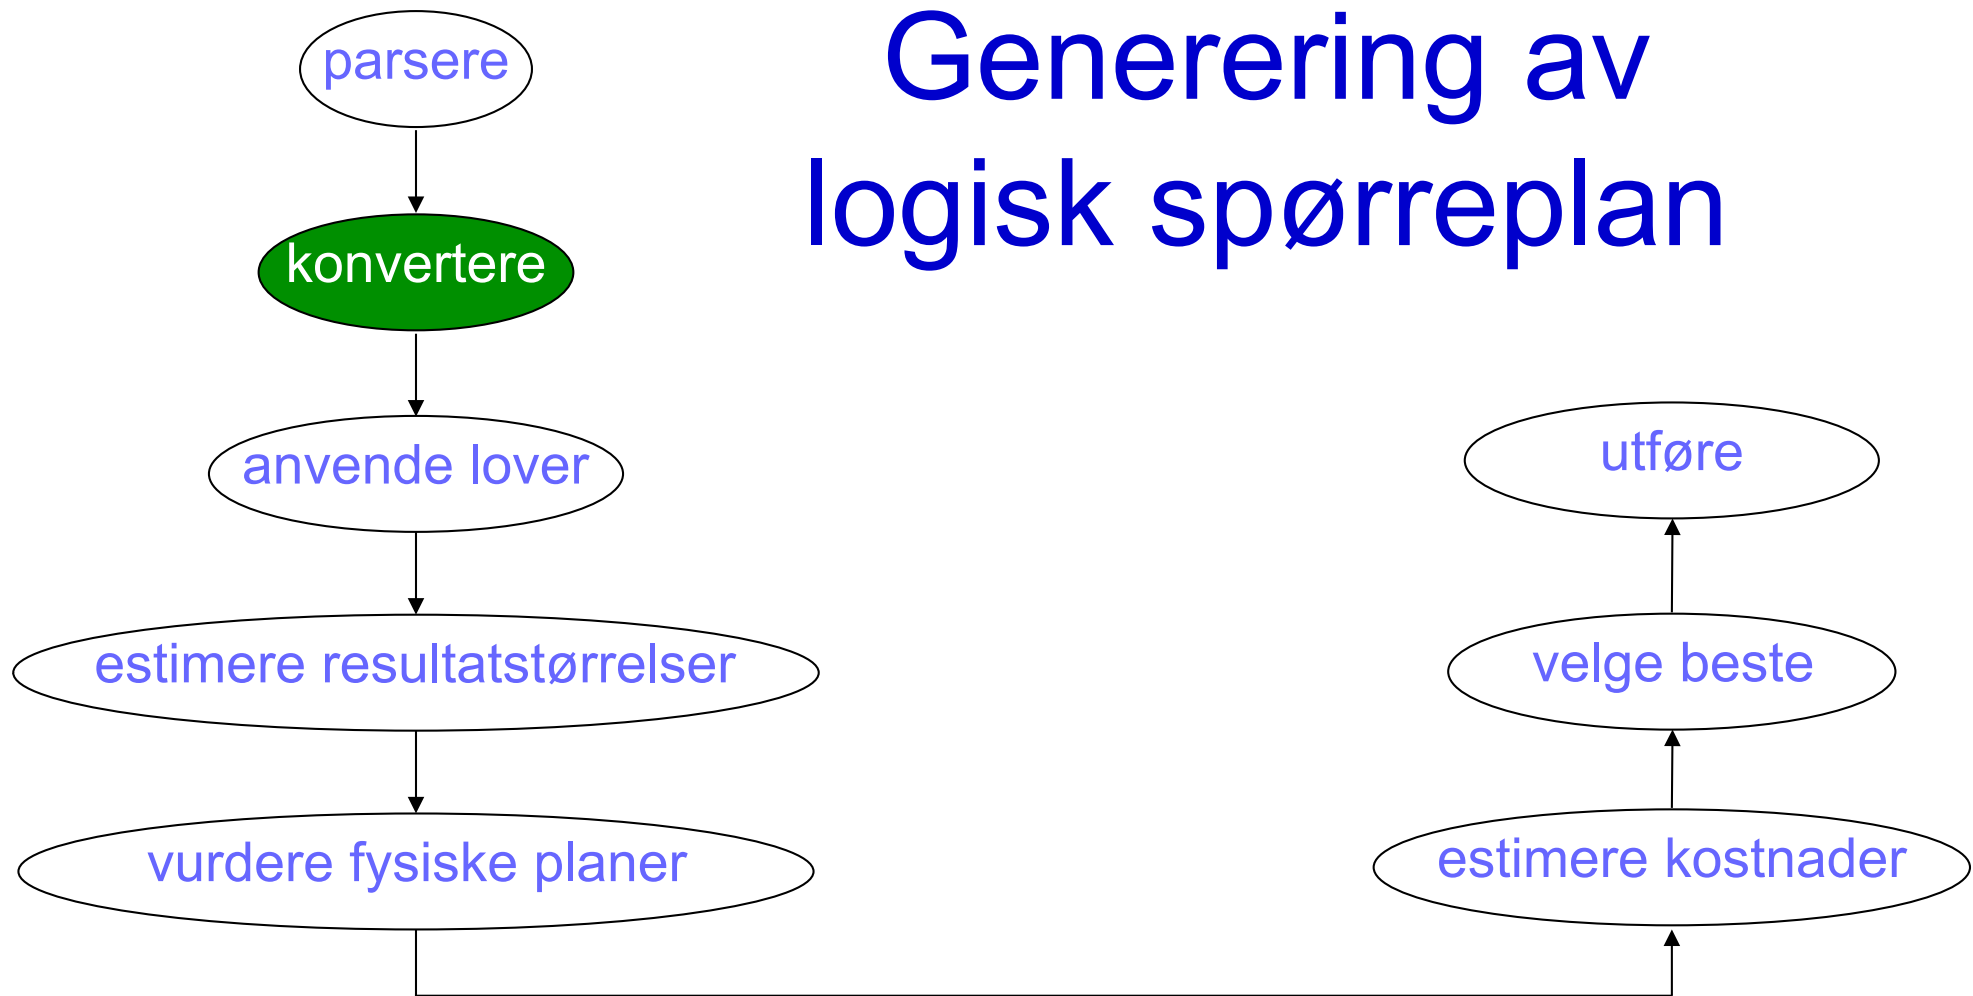 Generering av
logisk spørreplan
parsere
konvertere
anvende lover
estimere resultatstørrelser
vurdere fysiske planer
estimere kostnader
velge beste
utføre